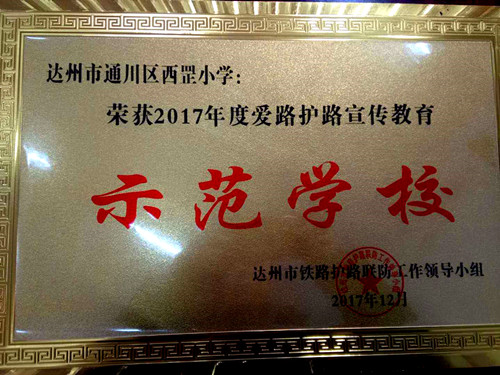 达州市通川区西罡小学：
荣获2017年度爱路护路宣传教育
示范学校
达州市铁路护路联防工作领导小组
2017年12月